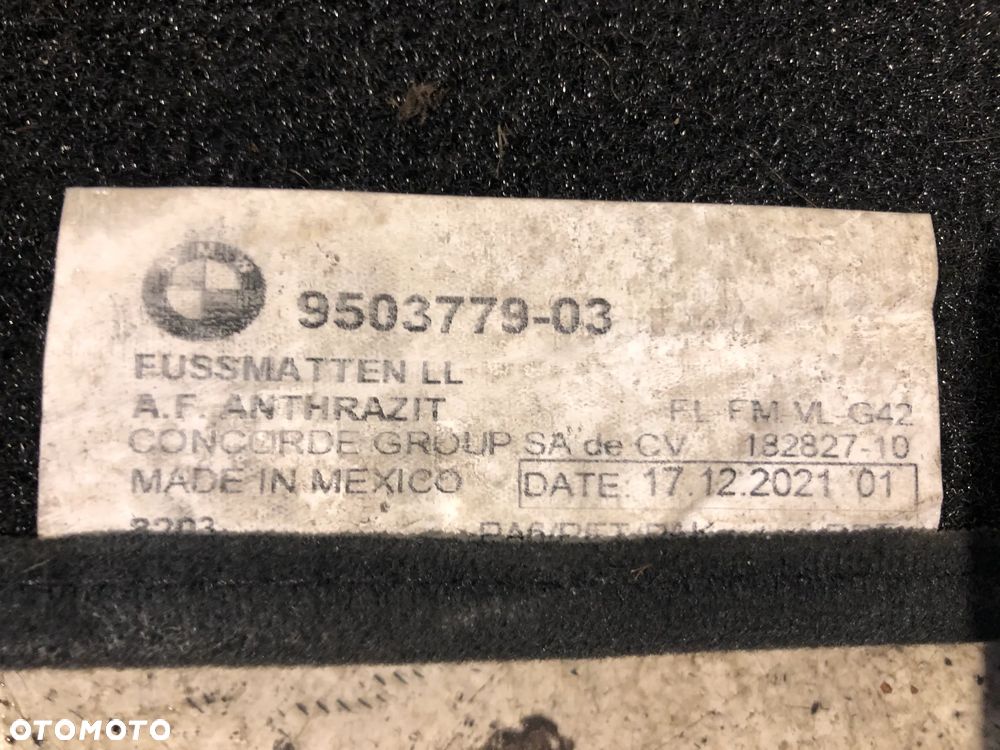 9503779-03
FUSSMATTEN LL
A.F. ANTHRAZIT FL FM VL G42
CONCORDE GROUP SA de CV 182827-10
MADE IN MEXICO DATE: 17.12.2021 01
8203
OTOMOTO